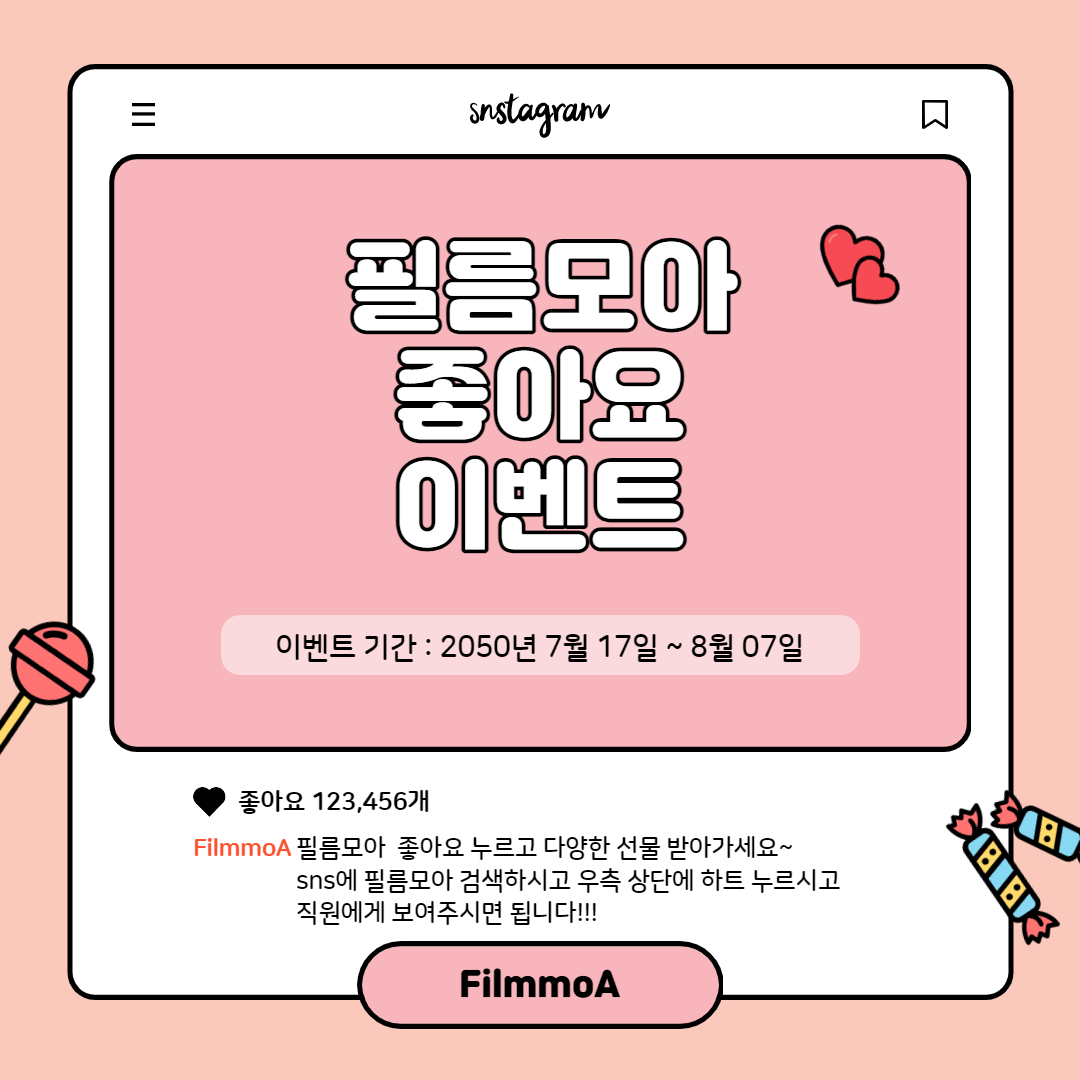 snstagram
필름모아
좋아요
이벤트
이벤트 기간 : 2050년 7월 17일 ~ 8월 07일
좋아요 123,456개
FilmmoA 필름모아 좋아요 누르고 다양한 선물 받아가세요~
sns에 필름모아 검색하시고 우측 상단에 하트 누르시고
직원에게 보여주시면 됩니다!!!
FilmmoA